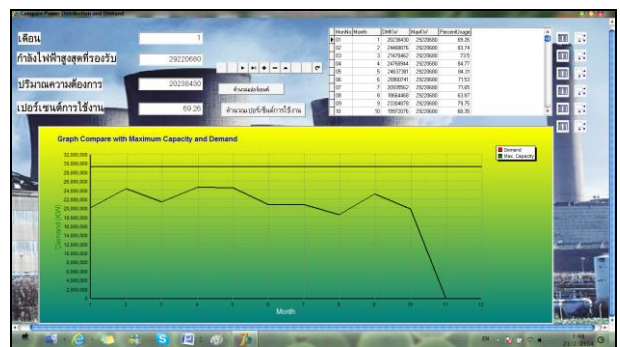 Compare Power Distribution and Demand
เดือน 1
กำลังไฟฟ้าสูงสุดที่รองรับ 29220680
ปริมาณความต้องการ 20238430
เปอร์เซนต์การใช้งาน 69.26
คำนวณเปอร์เซนต์การใช้งาน
MonNo Month DMKW MaxKW PercentUsage
01 1 20238430 29220680 69.26
02 2 29220680 83.74
03 3 29220680
04 4 29220680 84.77
05 5 24637381 29220680 84.31
06 6 29220680 71.53
07 7 29220680 71.65
08 8 29220680 63.87
09 9 29220680 79.75
10 10 29220680 68.35
Graph Compare with Maximum Capacity and Demand
Demand
Max. Capacity
32,000,000
30,000,000
28,000,000
26,000,000
24,000,000
22,000,000
20,000,000
18,000,000
16,000,000
14,000,000
12,000,000
10,000,000
8,000,000
6,000,000
4,000,000
2,000,000
0
Demand (KW)
1 2 3 4 5 6 7 8 9 10 11 12
Month
EN